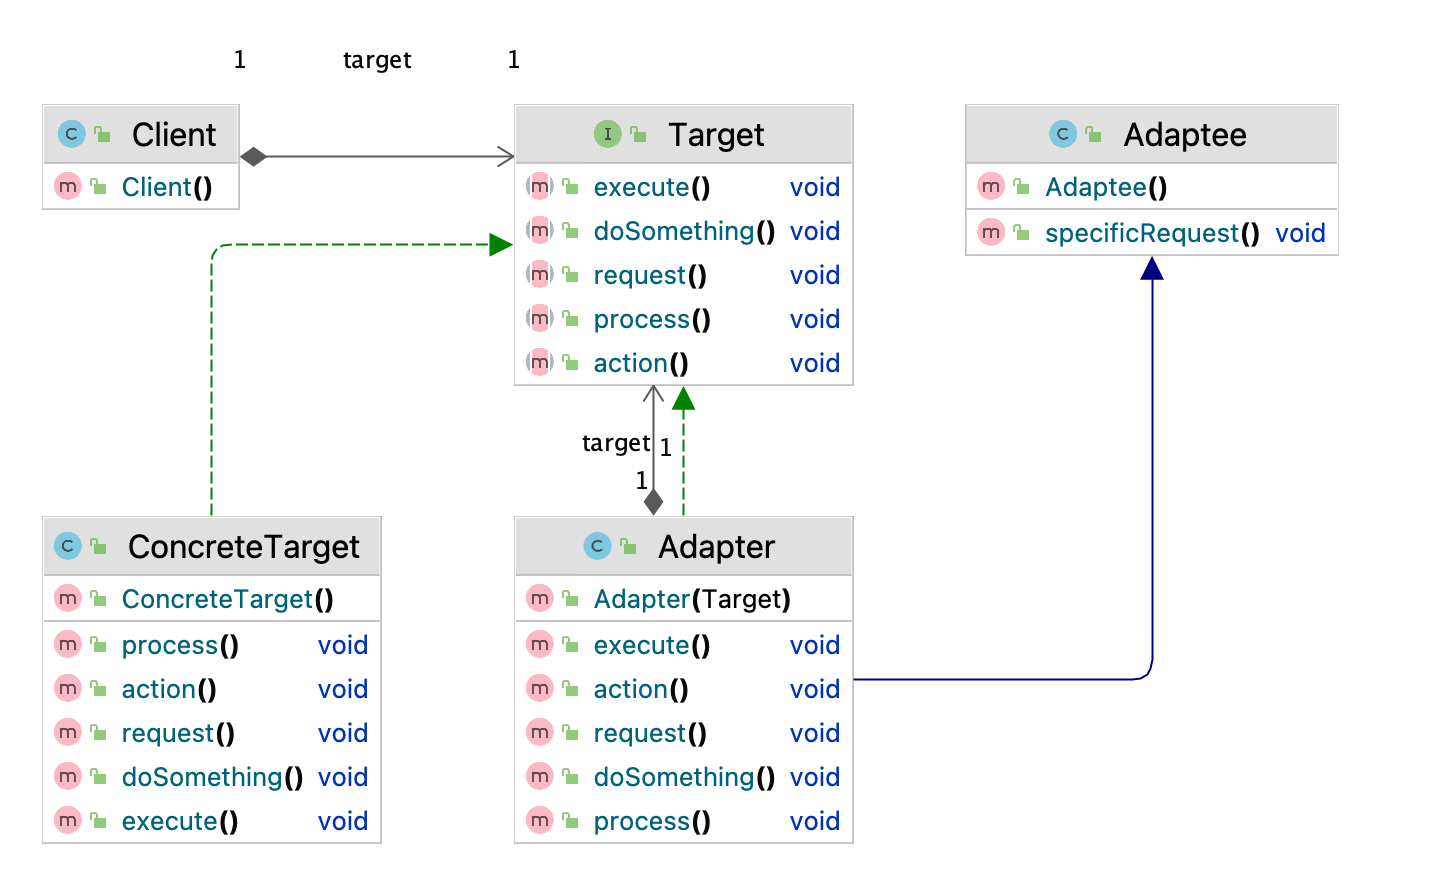 1 target 1
C Client
m Client()
I Target
m execute() void
m doSomething() void
m request() void
m process() void
m action() void
C Adaptee
m Adaptee()
m specificRequest() void
target 1
1
C ConcreteTarget
m ConcreteTarget()
m process() void
m action() void
m request() void
m doSomething() void
m execute() void
C Adapter
m Adapter(Target)
m execute() void
m action() void
m request() void
m doSomething() void
m process() void